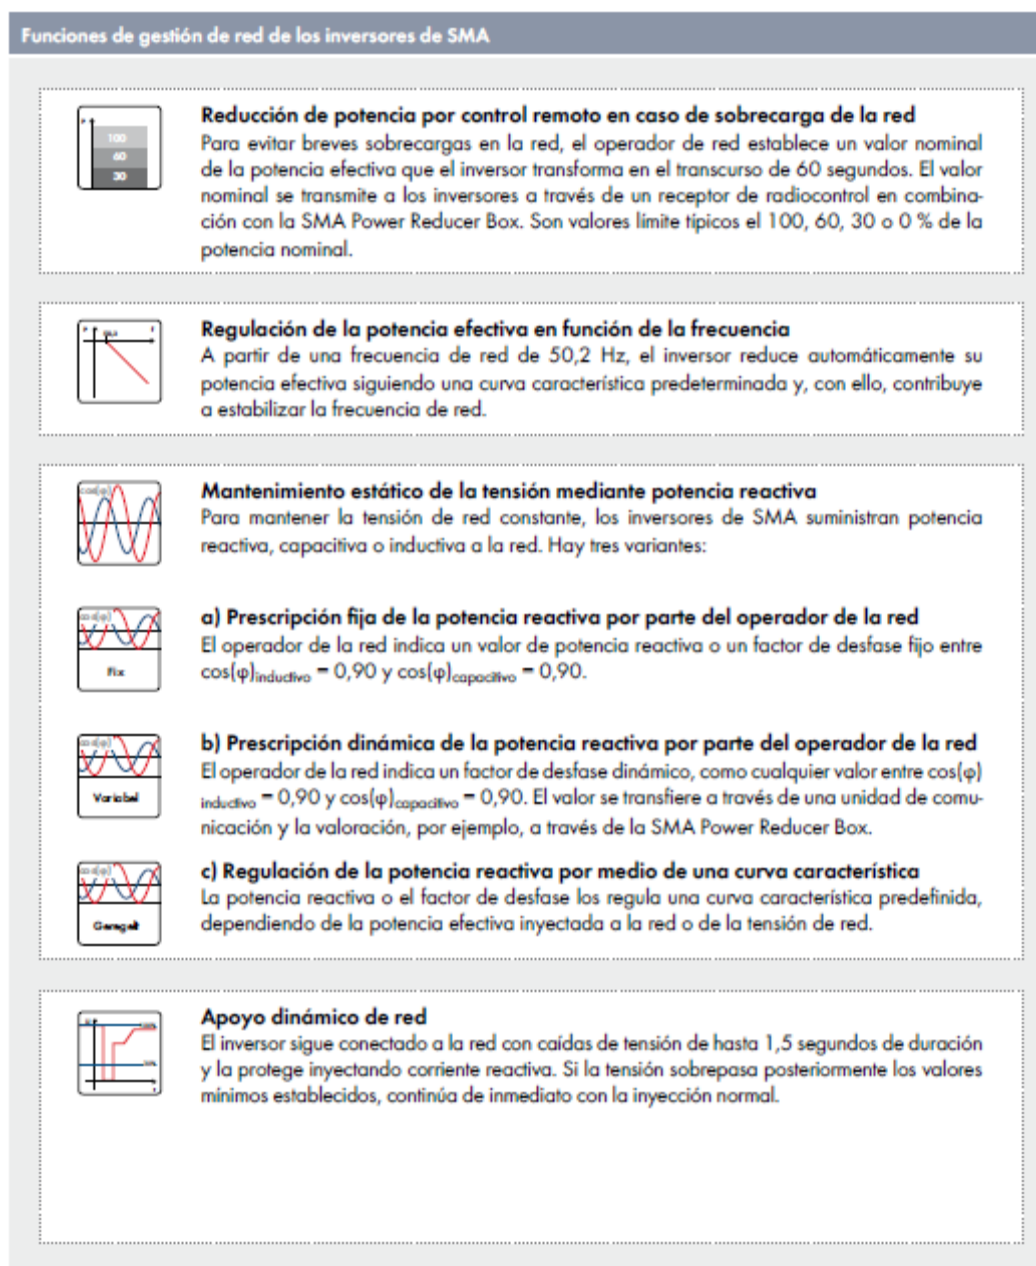 Funciones de gestión de red de los inversores de SMA
100
60
30
Reducción de potencia por control remoto en caso de sobrecarga de la red
Para evitar breves sobrecargas en la red, el operador de red establece un valor nominal
de la potencia efectiva que el inversor transforma en el transcurso de 60 segundos. El valor
nominal se transmite a los inversores a través de un receptor de radiocontrol en combina-
ción con la SMA Power Reducer Box. Son valores límite típicos el 100, 60, 30 o 0 % de la
potencia nominal.
Regulación de la potencia efectiva en función de la frecuencia
A partir de una frecuencia de red de 50,2 Hz, el inversor reduce automáticamente su
potencia efectiva siguiendo una curva característica predeterminada y, con ello, contribuye
a estabilizar la frecuencia de red.
cos(φ)
Mantenimiento estático de la tensión mediante potencia reactiva
Para mantener la tensión de red constante, los inversores de SMA suministran potencia
reactiva, capacitiva o inductiva a la red. Hay tres variantes:
cos(φ)
Fix
a) Prescripción fija de la potencia reactiva por parte del operador de la red
El operador de la red indica un valor de potencia reactiva o un factor de desfase fijo entre
cos(φ)inductivo = 0,90 y cos(φ)capacitivo = 0,90.
cos(φ)
Variabel
b) Prescripción dinámica de la potencia reactiva por parte del operador de la red
El operador de la red indica un factor de desfase dinámico, como cualquier valor entre cos(φ)
inductivo = 0,90 y cos(φ)capacitivo = 0,90. El valor se transfiere a través de una unidad de comu-
nicación y la valoración, por ejemplo, a través de la SMA Power Reducer Box.
cos(φ)
Geregelt
c) Regulación de la potencia reactiva por medio de una curva característica
La potencia reactiva o el factor de desfase los regula una curva característica predefinida,
dependiendo de la potencia efectiva inyectada a la red o de la tensión de red.
Apoyo dinámico de red
El inversor sigue conectado a la red con caídas de tensión de hasta 1,5 segundos de duración
y la protege inyectando corriente reactiva. Si la tensión sobrepasa posteriormente los valores
mínimos establecidos, continúa de inmediato con la inyección normal.